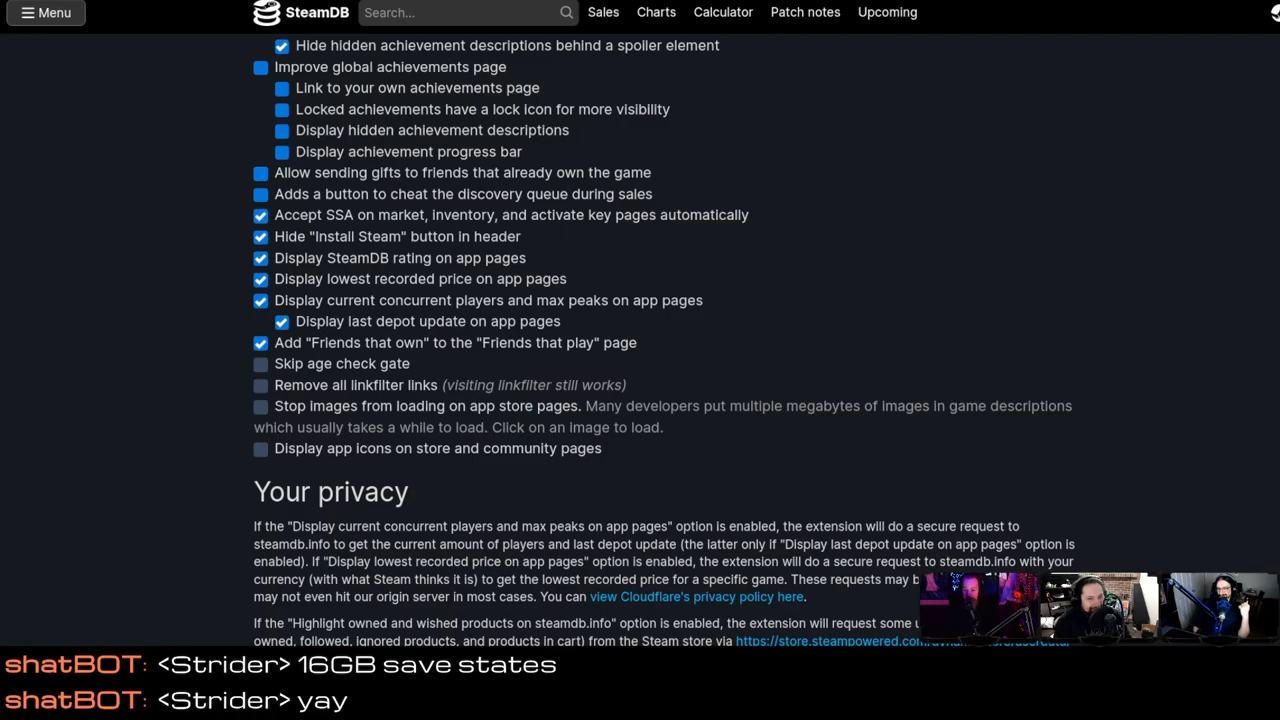 Menu
SteamDB
Search...
Sales
Charts
Calculator
Patch notes
Upcoming
Hide hidden achievement descriptions behind a spoiler element
Improve global achievements page
Link to your own achievements page
Locked achievements have a lock icon for more visibility
Display hidden achievement descriptions
Display achievement progress bar
Allow sending gifts to friends that already own the game
Adds a button to cheat the discovery queue during sales
Accept SSA on market, inventory, and activate key pages automatically
Hide "Install Steam" button in header
Display SteamDB rating on app pages
Display lowest recorded price on app pages
Display current concurrent players and max peaks on app pages
Display last depot update on app pages
Add "Friends that own" to the "Friends that play" page
Skip age check gate
Remove all linkfilter links (visiting linkfilter still works)
Stop images from loading on app store pages. Many developers put multiple megabytes of images in game descriptions
which usually takes a while to load. Click on an image to load.
Display app icons on store and community pages
Your privacy
If the "Display current concurrent players and max peaks on app pages" option is enabled, the extension will do a secure request to
steamdb.info to get the current amount of players and last depot update (the latter only if "Display last depot update on app pages" option is
enabled). If "Display lowest recorded price on app pages" option is enabled, the extension will do a secure request to steamdb.info with your
currency (with what Steam thinks it is) to get the lowest recorded price for a specific game. These requests may b
may not even hit our origin server in most cases. You can view Cloudflare's privacy policy here.
If the "Highlight owned and wished products on steamdb.info" option is enabled, the extension will request some u
owned, followed, ignored products, and products in cart) from the Steam store via https://store.steampowered.com
shatBOT: <Strider> 16GB save states
shatBOT: <Strider> yay